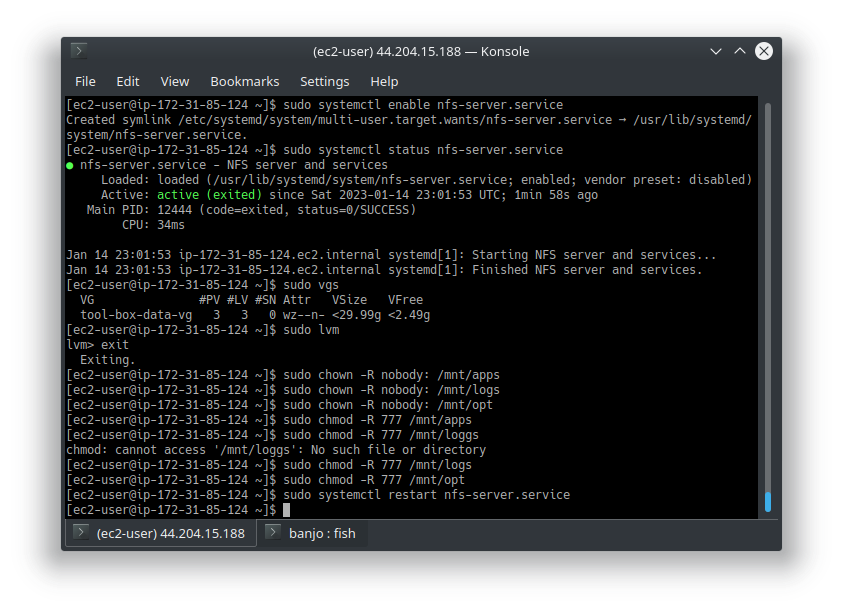 (ec2-user) 44.204.15.188 — Konsole
File Edit View Bookmarks Settings Help
[ec2-user@ip-172-31-85-124 ~]$ sudo systemctl enable nfs-server.service
Created symlink /etc/systemd/system/multi-user.target.wants/nfs-server.service → /usr/lib/systemd/
system/nfs-server.service.
[ec2-user@ip-172-31-85-124 ~]$ sudo systemctl status nfs-server.service
● nfs-server.service - NFS server and services
     Loaded: loaded (/usr/lib/systemd/system/nfs-server.service; enabled; vendor preset: disabled)
     Active: active (exited) since Sat 2023-01-14 23:01:53 UTC; 1min 58s ago
   Main PID: 12444 (code=exited, status=0/SUCCESS)
        CPU: 34ms
Jan 14 23:01:53 ip-172-31-85-124.ec2.internal systemd[1]: Starting NFS server and services...
Jan 14 23:01:53 ip-172-31-85-124.ec2.internal systemd[1]: Finished NFS server and services.
[ec2-user@ip-172-31-85-124 ~]$ sudo vgs
  VG               #PV #LV #SN Attr   VSize   VFree
  tool-box-data-vg   3   3   0 wz--n- <29.99g <2.49g
[ec2-user@ip-172-31-85-124 ~]$ sudo lvm
lvm> exit
  Exiting.
[ec2-user@ip-172-31-85-124 ~]$ sudo chown -R nobody: /mnt/apps
[ec2-user@ip-172-31-85-124 ~]$ sudo chown -R nobody: /mnt/logs
[ec2-user@ip-172-31-85-124 ~]$ sudo chown -R nobody: /mnt/opt
[ec2-user@ip-172-31-85-124 ~]$ sudo chmod -R 777 /mnt/apps
[ec2-user@ip-172-31-85-124 ~]$ sudo chmod -R 777 /mnt/loggs
chmod: cannot access '/mnt/loggs': No such file or directory
[ec2-user@ip-172-31-85-124 ~]$ sudo chmod -R 777 /mnt/logs
[ec2-user@ip-172-31-85-124 ~]$ sudo chmod -R 777 /mnt/opt
[ec2-user@ip-172-31-85-124 ~]$ sudo systemctl restart nfs-server.service
[ec2-user@ip-172-31-85-124 ~]$
(ec2-user) 44.204.15.188 banjo : fish